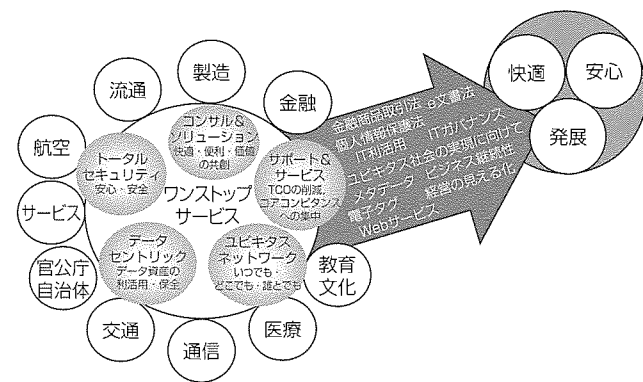 製造
流通
金融
航空
サービス
官公庁
自治体
交通
通信
医療
教育
文化
コンサル&
ソリューション
快適・便利・価値
の共創
トータル
セキュリティ
安心・安全
サポート&
サービス
TCOの削減,
コアコンピタンス
への集中
ワンストップ
サービス
データ
セントリック
データ資産の
利活用・保全
ユビキタス
ネットワーク
いつでも・
どこでも・誰とでも
金融商品取引法 e文書法
個人情報保護法
IT利活用 ITガバナンス
ユビキタス社会の実現に向けて
メタデータ ビジネス継続性
電子タグ 経営の見える化
Webサービス
快適
安心
発展